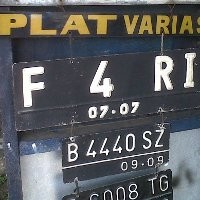 PLAT VARIAS
F 4 RI
07-07
B 4440 SZ
09-09
6008 TG